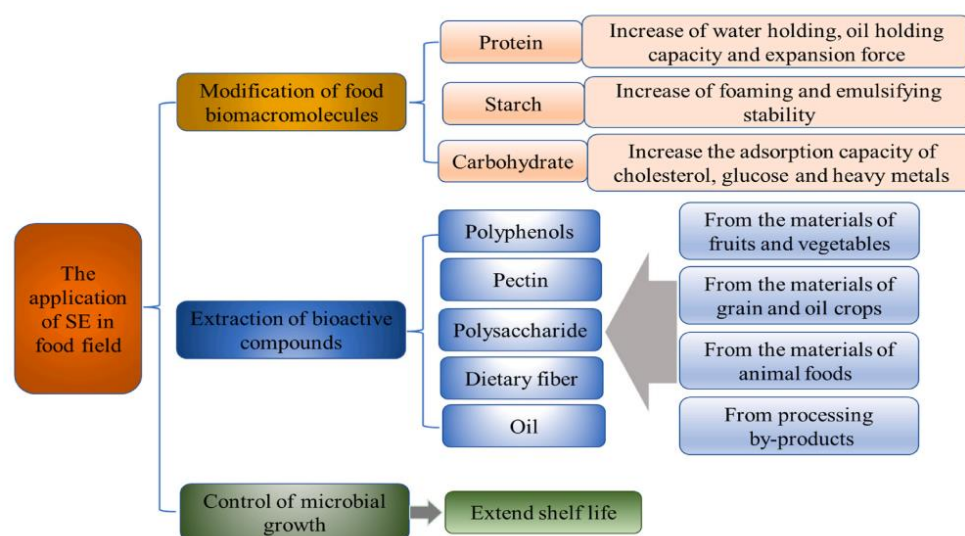 The
application
of SE in
food field
Modification of food
biomacromolecules
Protein
Increase of water holding, oil holding
capacity and expansion force
Starch
Increase of foaming and emulsifying
stability
Carbohydrate
Increase the adsorption capacity of
cholesterol, glucose and heavy metals
Extraction of bioactive
compounds
Polyphenols
Pectin
Polysaccharide
Dietary fiber
Oil
From the materials of
fruits and vegetables
From the materials of
grain and oil crops
From the materials of
animal foods
From processing
by-products
Control of microbial
growth
Extend shelf life